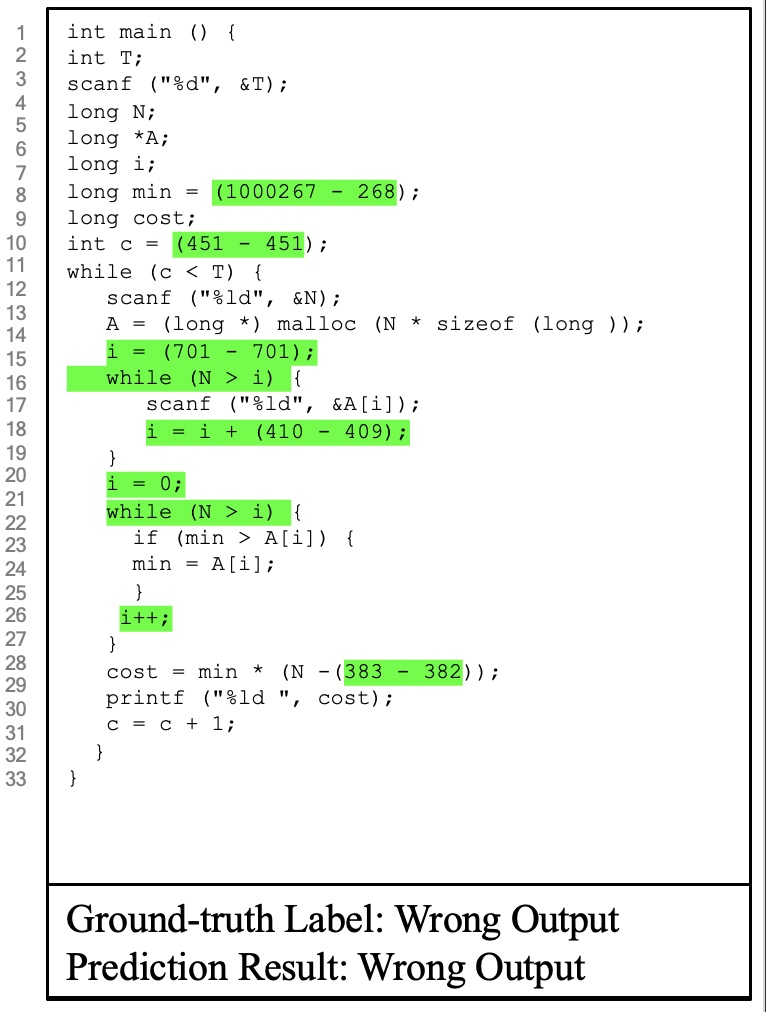 1 int main () {
2 int T;
3 scanf ("%d", &T);
4 long N;
5 long *A;
6 long i;
7 long min = (1000267 - 268);
8 long cost;
9 int c = (451 - 451);
10 while (c < T) {
11 scanf ("%ld", &N);
12 A = (long *) malloc (N * sizeof (long ));
13 i = (701 - 701);
14 while (N > i) {
15 scanf ("%ld", &A[i]);
16 i = i + (410 - 409);
17 }
18 i = 0;
19 while (N > i) {
20 if (min > A[i]) {
21 min = A[i];
22 }
23 i++;
24 }
25 cost = min * (N -(383 - 382));
26 printf ("%ld ", cost);
27 c = c + 1;
28 }
29 }
30
31
32
33
Ground-truth Label: Wrong Output
Prediction Result: Wrong Output